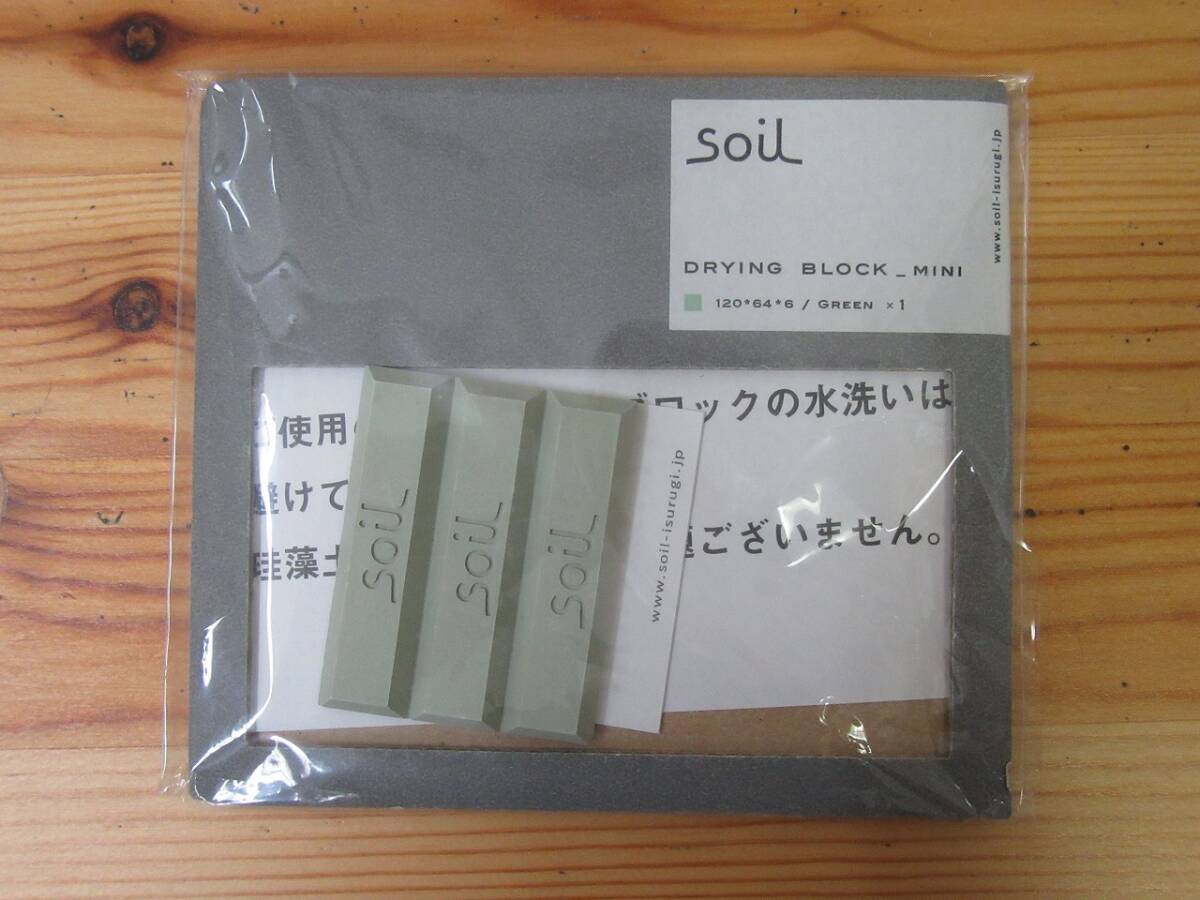 soil
www.soil-isurugi.jp
DRYING BLOCK_MINI
120*64*6 / GREEN ×1
ご使用
ブロックの水洗いは
避けて
ございません。
珪藻土
soil
soil
soil
www.soil-isurugi.jp